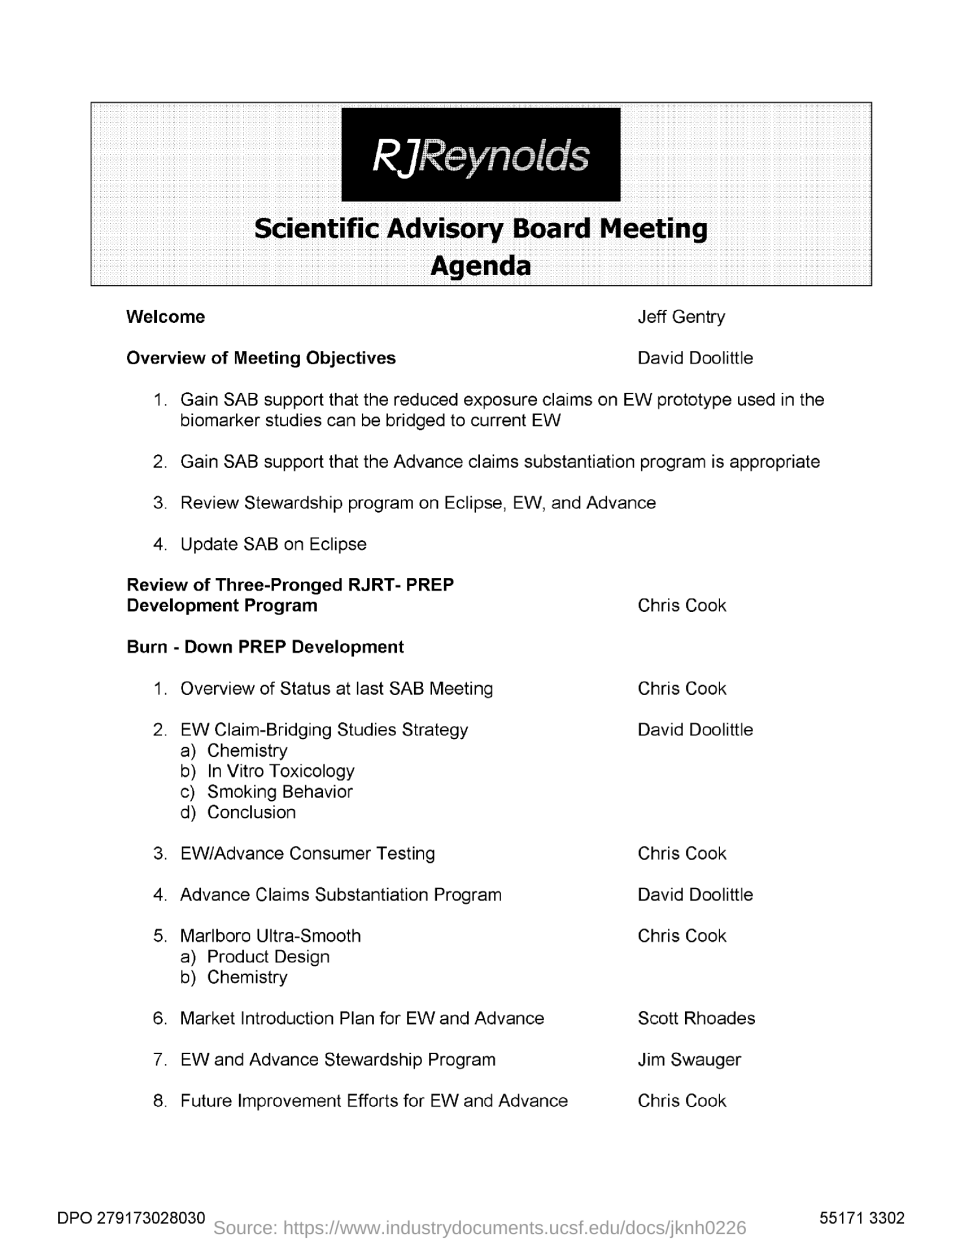 RJReynolds
Scientific Advisory Board Meeting
Agenda
Welcome Jeff Gentry
Overview of Meeting Objectives David Doolittle
1. Gain SAB support that the reduced exposure claims on EW prototype used in the
biomarker studies can be bridged to current EW
2. Gain SAB support that the Advance claims substantiation program is appropriate
3. Review Stewardship program on Eclipse, EW, and Advance
4. Update SAB on Eclipse
Review of Three-Pronged RJRT- PREP
Development Program Chris Cook
Burn - Down PREP Development
1. Overview of Status at last SAB Meeting Chris Cook
2. EW Claim-Bridging Studies Strategy David Doolittle
a) Chemistry
b) In Vitro Toxicology
c) Smoking Behavior
d) Conclusion
3. EW/Advance Consumer Testing Chris Cook
4. Advance Claims Substantiation Program David Doolittle
5. Marlboro Ultra-Smooth Chris Cook
a) Product Design
b) Chemistry
6. Market Introduction Plan for EW and Advance Scott Rhoades
7. EW and Advance Stewardship Program Jim Swauger
8. Future Improvement Efforts for EW and Advance Chris Cook
DPO 279173028030 55171 3302
Source: https://www.industrydocuments.ucsf.edu/docs/jknh0226